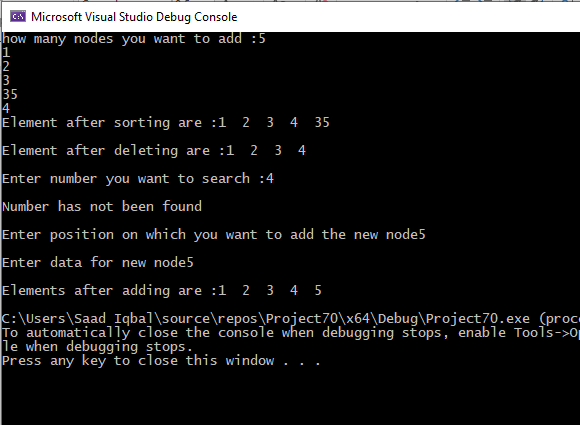 Microsoft Visual Studio Debug Console
how many nodes you want to add :5
1
2
3
35
4
Element after sorting are :1 2 3 4 35
Element after deleting are :1 2 3 4
Enter number you want to search :4
Number has not been found
Enter position on which you want to add the new node5
Enter data for new node5
Elements after adding are :1 2 3 4 5
C:\Users\Saad Iqbal\source\repos\Project70\x64\Debug\Project70.exe (proce
To automatically close the console when debugging stops, enable Tools->Op
le when debugging stops.
Press any key to close this window . . .